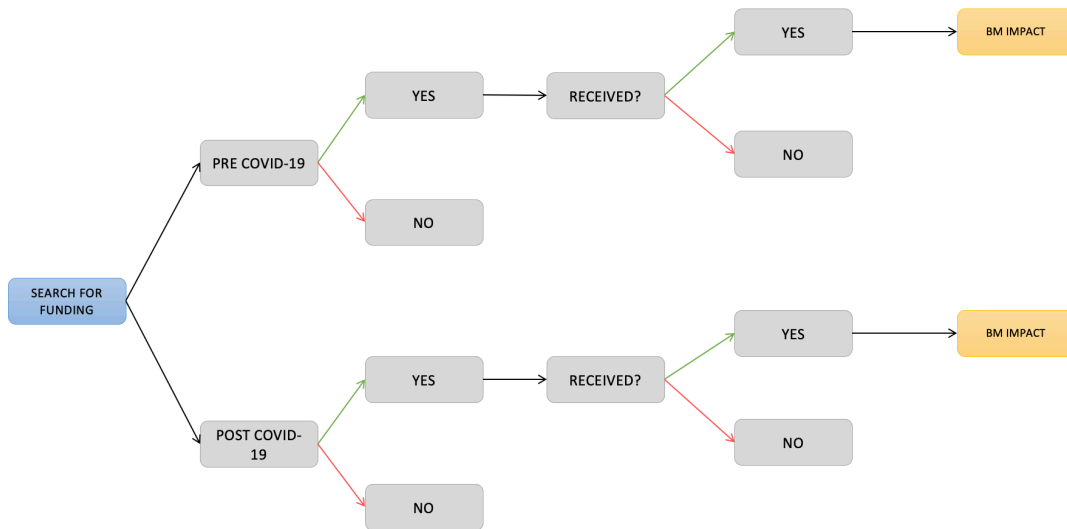 YES
BM IMPACT
YES
RECEIVED?
PRE COVID-19
NO
NO
SEARCH FOR
FUNDING
YES
BM IMPACT
YES
RECEIVED?
POST COVID-
19
NO
NO